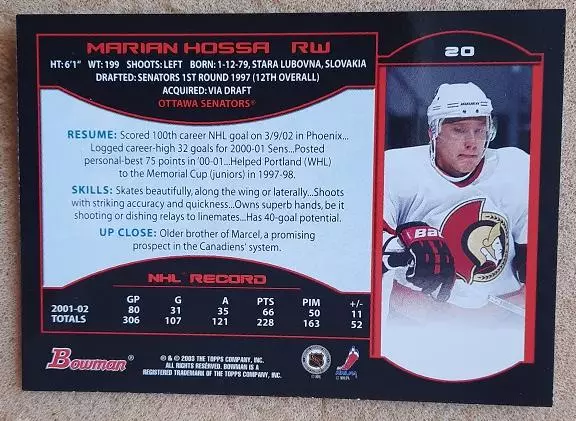 MARIAN HOSSA RW
20
HT: 6'1" WT: 199 SHOOTS: LEFT BORN: 1-12-79, STARA LUBOVNA, SLOVAKIA
DRAFTED: SENATORS 1ST ROUND 1997 (12TH OVERALL)
ACQUIRED: VIA DRAFT
OTTAWA SENATORS®
RESUME: Scored 100th career NHL goal on 3/9/02 in Phoenix...
Logged career-high 32 goals for 2000-01 Sens...Posted
personal-best 75 points in '00-01...Helped Portland (WHL)
to the Memorial Cup (juniors) in 1997-98.
SKILLS: Skates beautifully, along the wing or laterally...Shoots
with striking accuracy and quickness...Owns superb hands, be it
shooting or dishing relays to linemates...Has 40-goal potential.
UP CLOSE: Older brother of Marcel, a promising
prospect in the Canadiens' system.
NHL RECORD
GP G A PTS PIM +/-
2001-02 80 31 35 66 50 11
TOTALS 306 107 121 228 163 52
Bowman®
® & © 2003 THE TOPPS COMPANY, INC.
ALL RIGHTS RESERVED. BOWMAN IS A
REGISTERED TRADEMARK OF THE TOPPS COMPANY, INC.
NHL
NHLPA